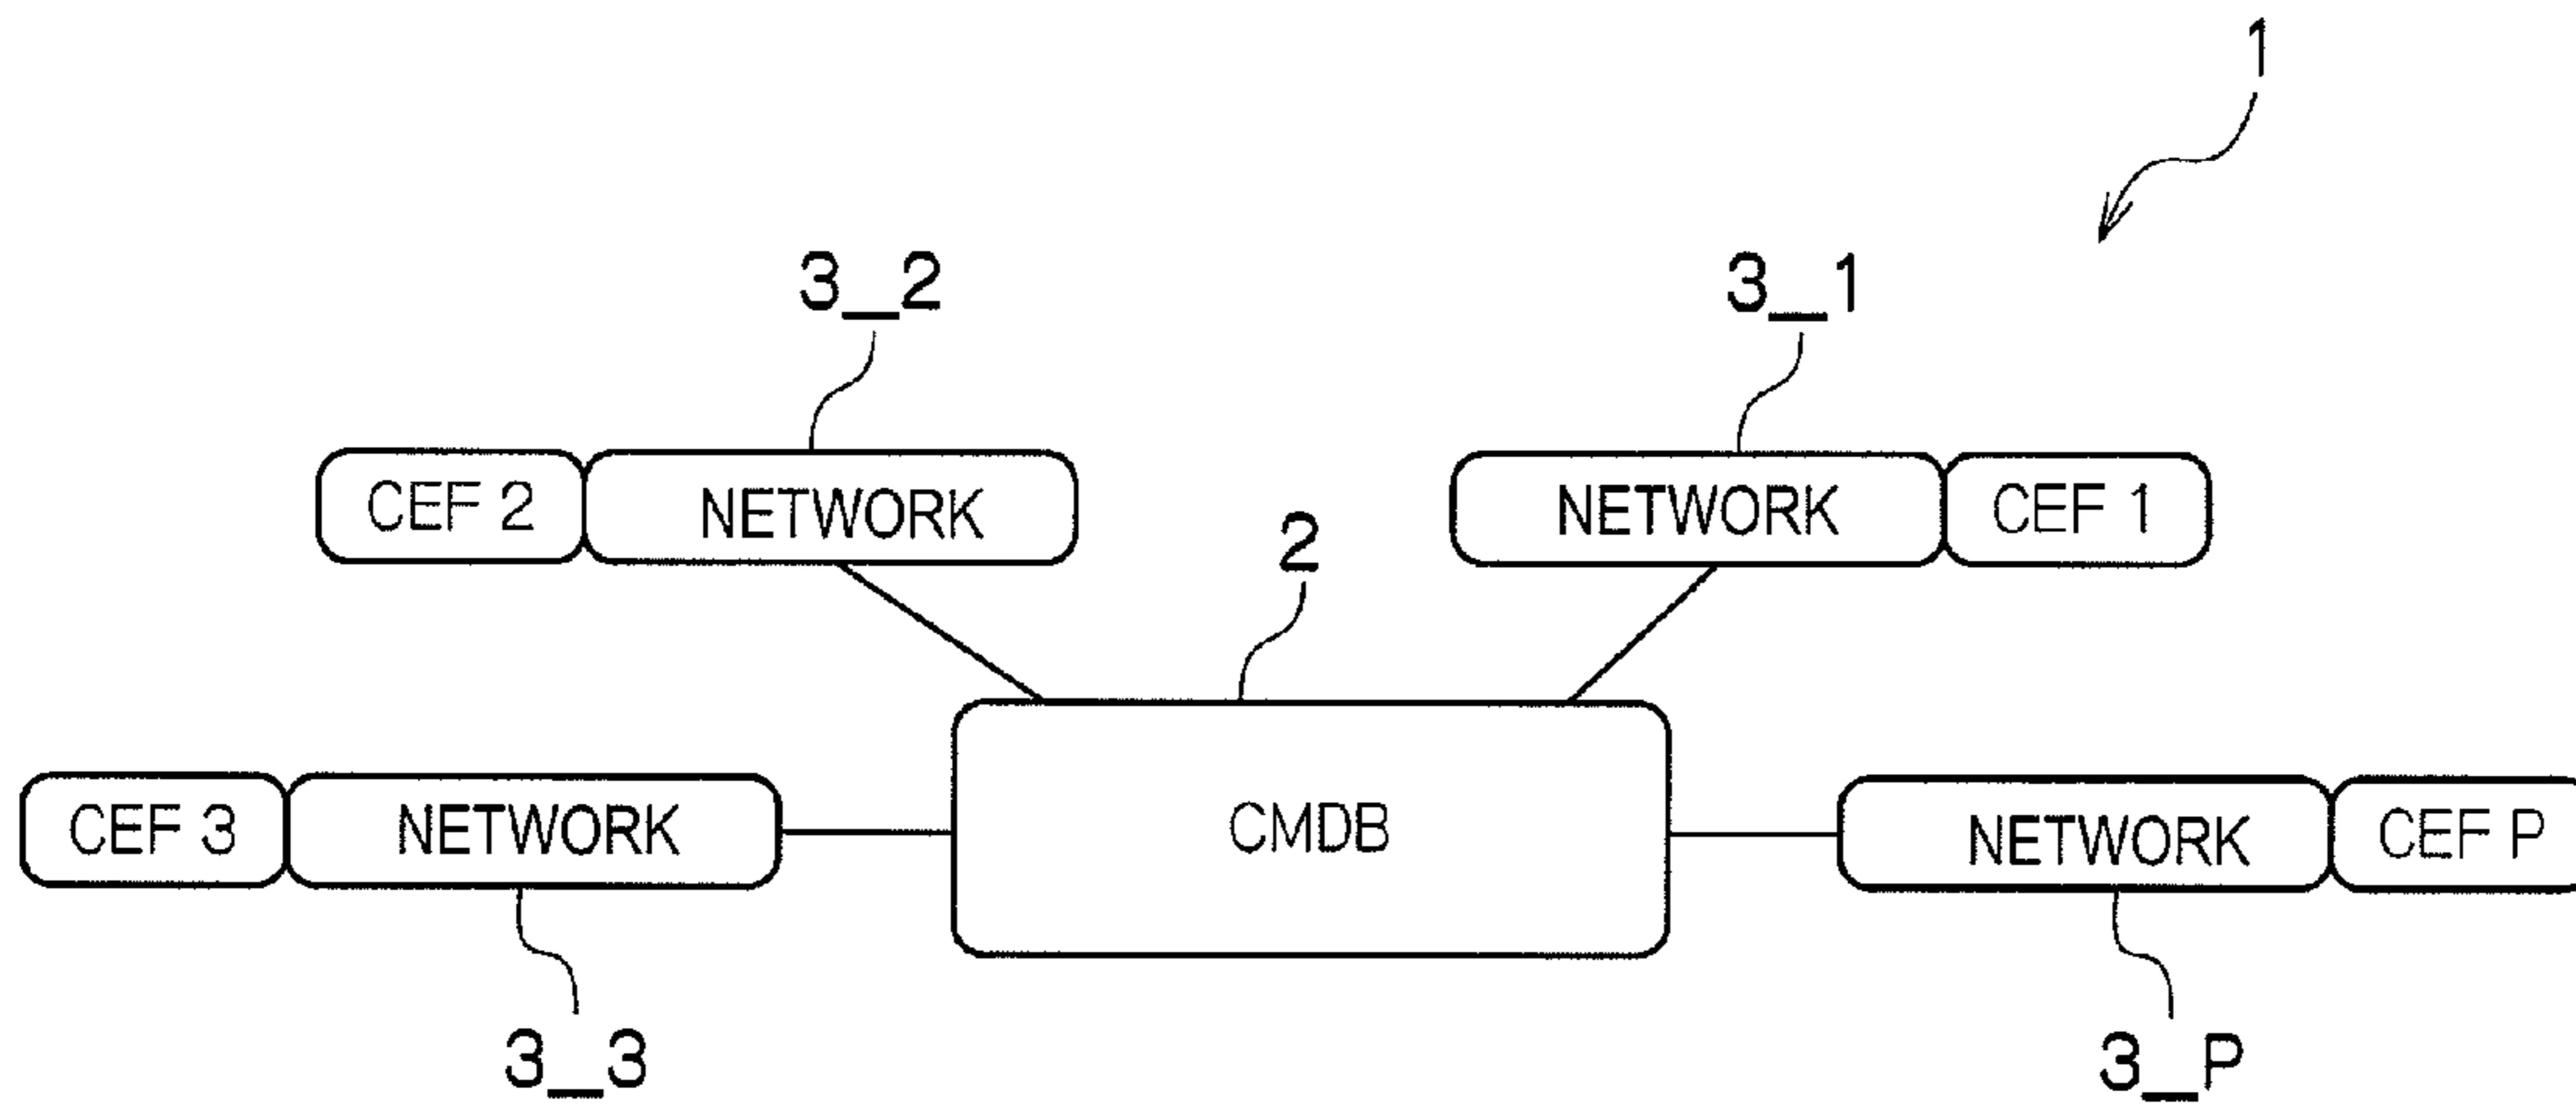 1
3_2
3_1
CEF 2 NETWORK
NETWORK CEF 1
2
CEF 3 NETWORK
CMDB
NETWORK CEF P
3_3
3_P